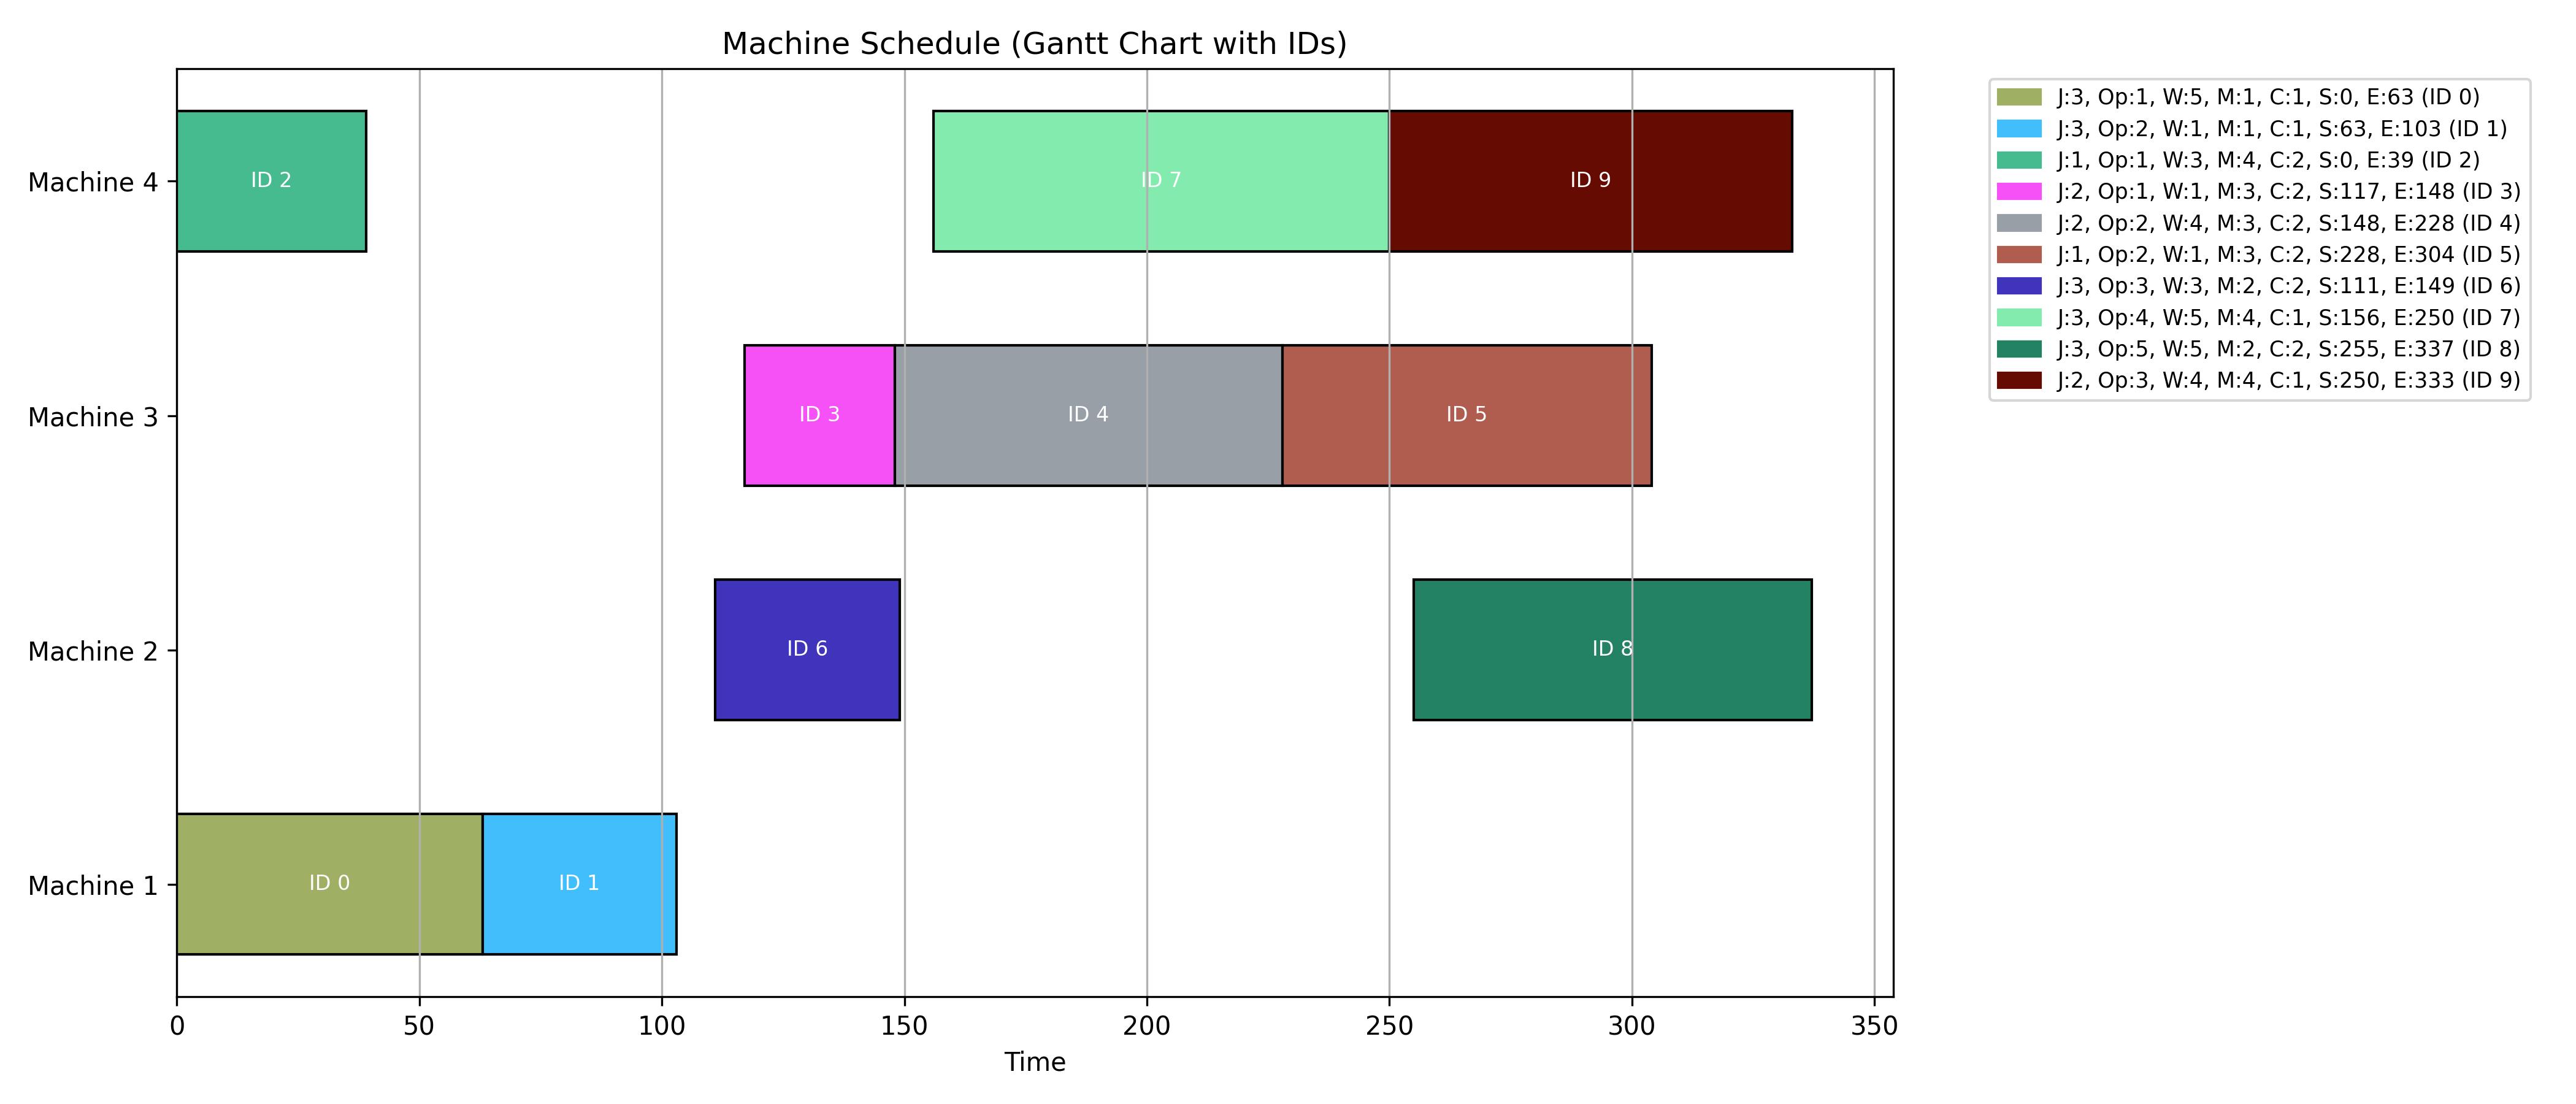 Machine Schedule (Gantt Chart with IDs)
Machine 4
Machine 3
Machine 2
Machine 1
ID 2
ID 7
ID 9
ID 3
ID 4
ID 5
ID 6
ID 8
ID 0
ID 1
0 50 100 150 200 250 300 350
Time
J:3, Op:1, W:5, M:1, C:1, S:0, E:63 (ID 0)
J:3, Op:2, W:1, M:1, C:1, S:63, E:103 (ID 1)
J:1, Op:1, W:3, M:4, C:2, S:0, E:39 (ID 2)
J:2, Op:1, W:1, M:3, C:2, S:117, E:148 (ID 3)
J:2, Op:2, W:4, M:3, C:2, S:148, E:228 (ID 4)
J:1, Op:2, W:1, M:3, C:2, S:228, E:304 (ID 5)
J:3, Op:3, W:3, M:2, C:2, S:111, E:149 (ID 6)
J:3, Op:4, W:5, M:4, C:1, S:156, E:250 (ID 7)
J:3, Op:5, W:5, M:2, C:2, S:255, E:337 (ID 8)
J:2, Op:3, W:4, M:4, C:1, S:250, E:333 (ID 9)